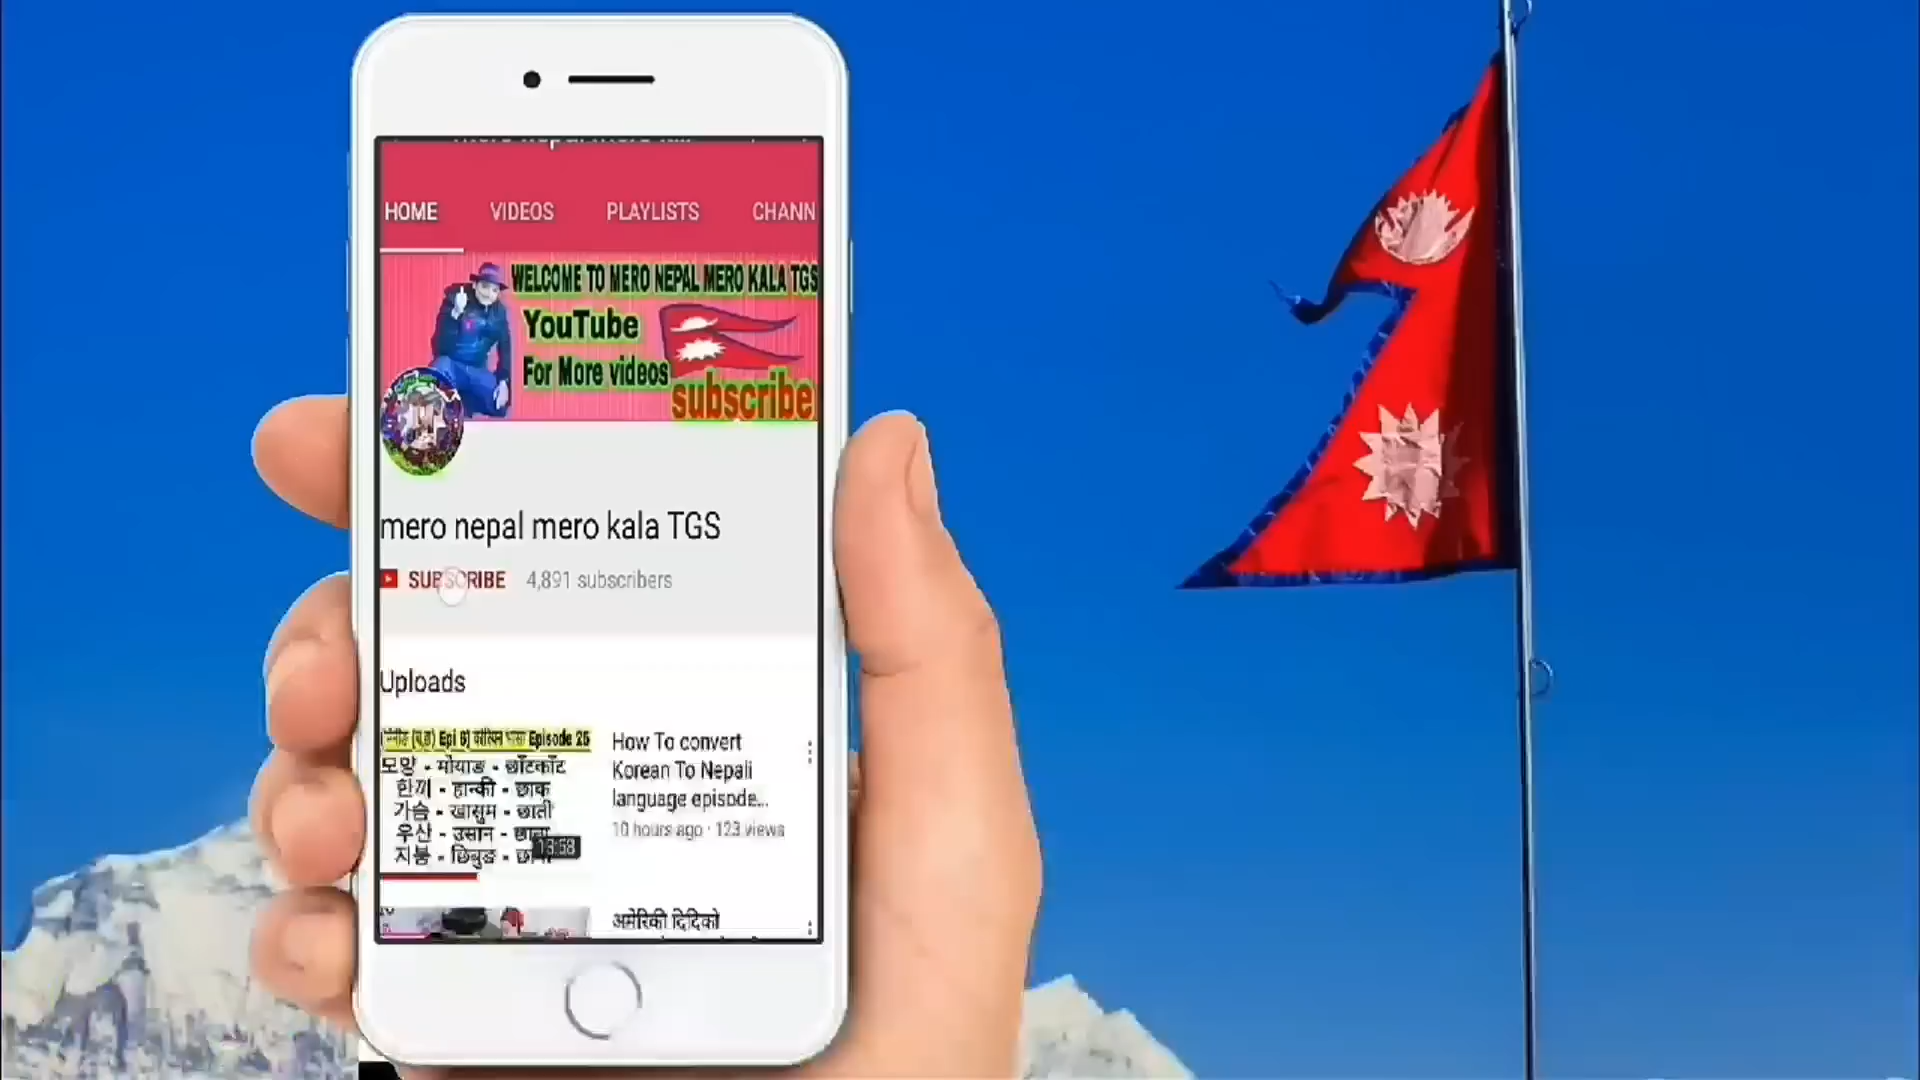 HOME VIDEOS PLAYLISTS CHANN
WELCOME TO MERO NEPAL MERO KALA TGS
YouTube
For More videos
subscribe
mero nepal mero kala TGS
SUBSCRIBE 4,891 subscribers
Uploads
Epi 6) Episode 25
모양 - मोयाङ - छाँटकाँट
한끼 - हान्की - छाक
가슴 - खासुम - छाती
우산 - उसान - छाता
지붕 - छिबुङ -
13:58
How To convert
Korean To Nepali
language episode...
10 hours ago · 123 views
अमेरिकी दिदिको